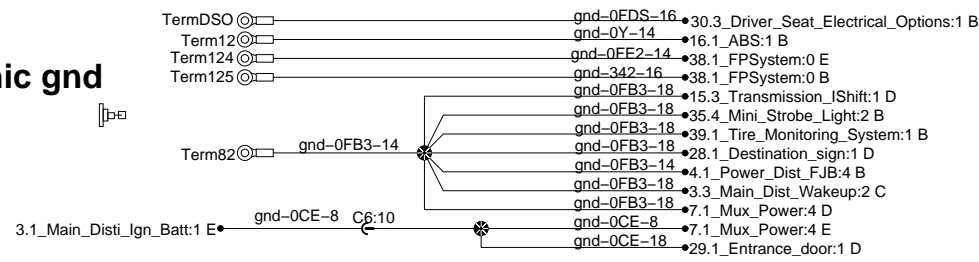 TermDSO gnd-0FDS-16 30.3_Driver_Seat_Electrical_Options:1 B
Term12 gnd-0Y-14 16.1_ABS:1 B
Term124 gnd-0FE2-14 38.1_FPSystem:0 E
Term125 gnd-342-16 38.1_FPSystem:0 B
gnd
gnd-0FB3-18 15.3_Transmission_IShift:1 D
gnd-0FB3-18 35.4_Mini_Strobe_Light:2 B
gnd-0FB3-18 39.1_Tire_Monitoring_System:1 B
Term82 gnd-0FB3-14 gnd-0FB3-18 28.1_Destination_sign:1 D
gnd-0FB3-14 4.1_Power_Dist_FJB:4 B
gnd-0FB3-18 3.3_Main_Dist_Wakeup:2 C
gnd-0FB3-18 7.1_Mux_Power:4 D
3.1_Main_Disti_Ign_Batt:1 E gnd-0CE-8 C6:10 gnd-0CE-8 7.1_Mux_Power:4 E
gnd-0CE-18 29.1_Entrance_door:1 D